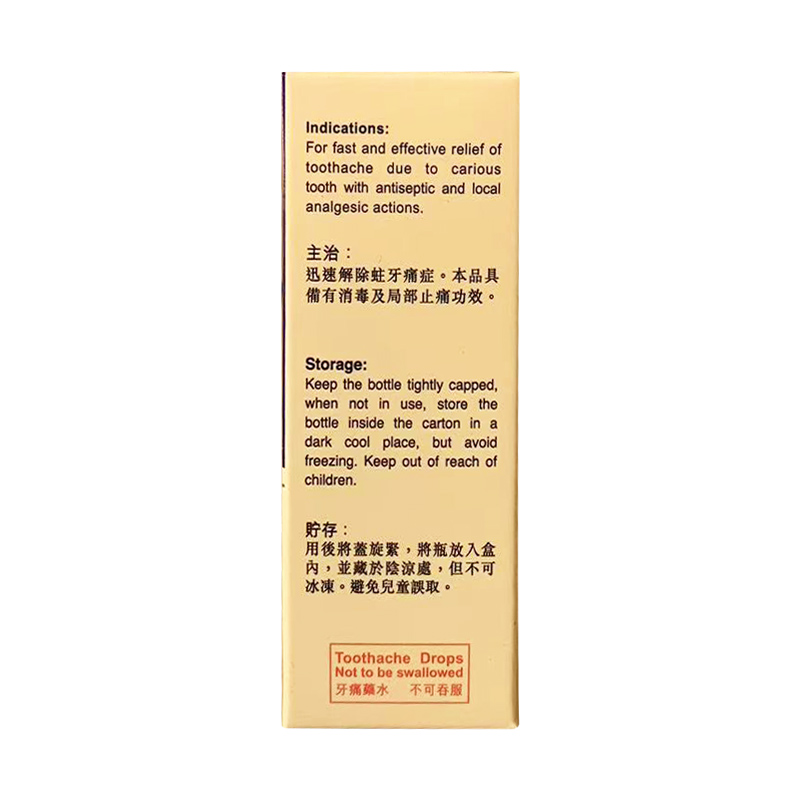 Indications:
For fast and effective relief of
toothache due to carious
tooth with antiseptic and local
analgesic actions.
主治：
迅速解除蛀牙痛症。本品具
備有消毒及局部止痛功效。
Storage:
Keep the bottle tightly capped,
when not in use, store the
bottle inside the carton in a
dark cool place, but avoid
freezing. Keep out of reach of
children.
貯存：
用後將蓋旋緊，將瓶放入盒
內，並藏於陰涼處，但不可
冰凍。避免兒童誤取。
Toothache Drops
Not to be swallowed
牙痛藥水 不可吞服